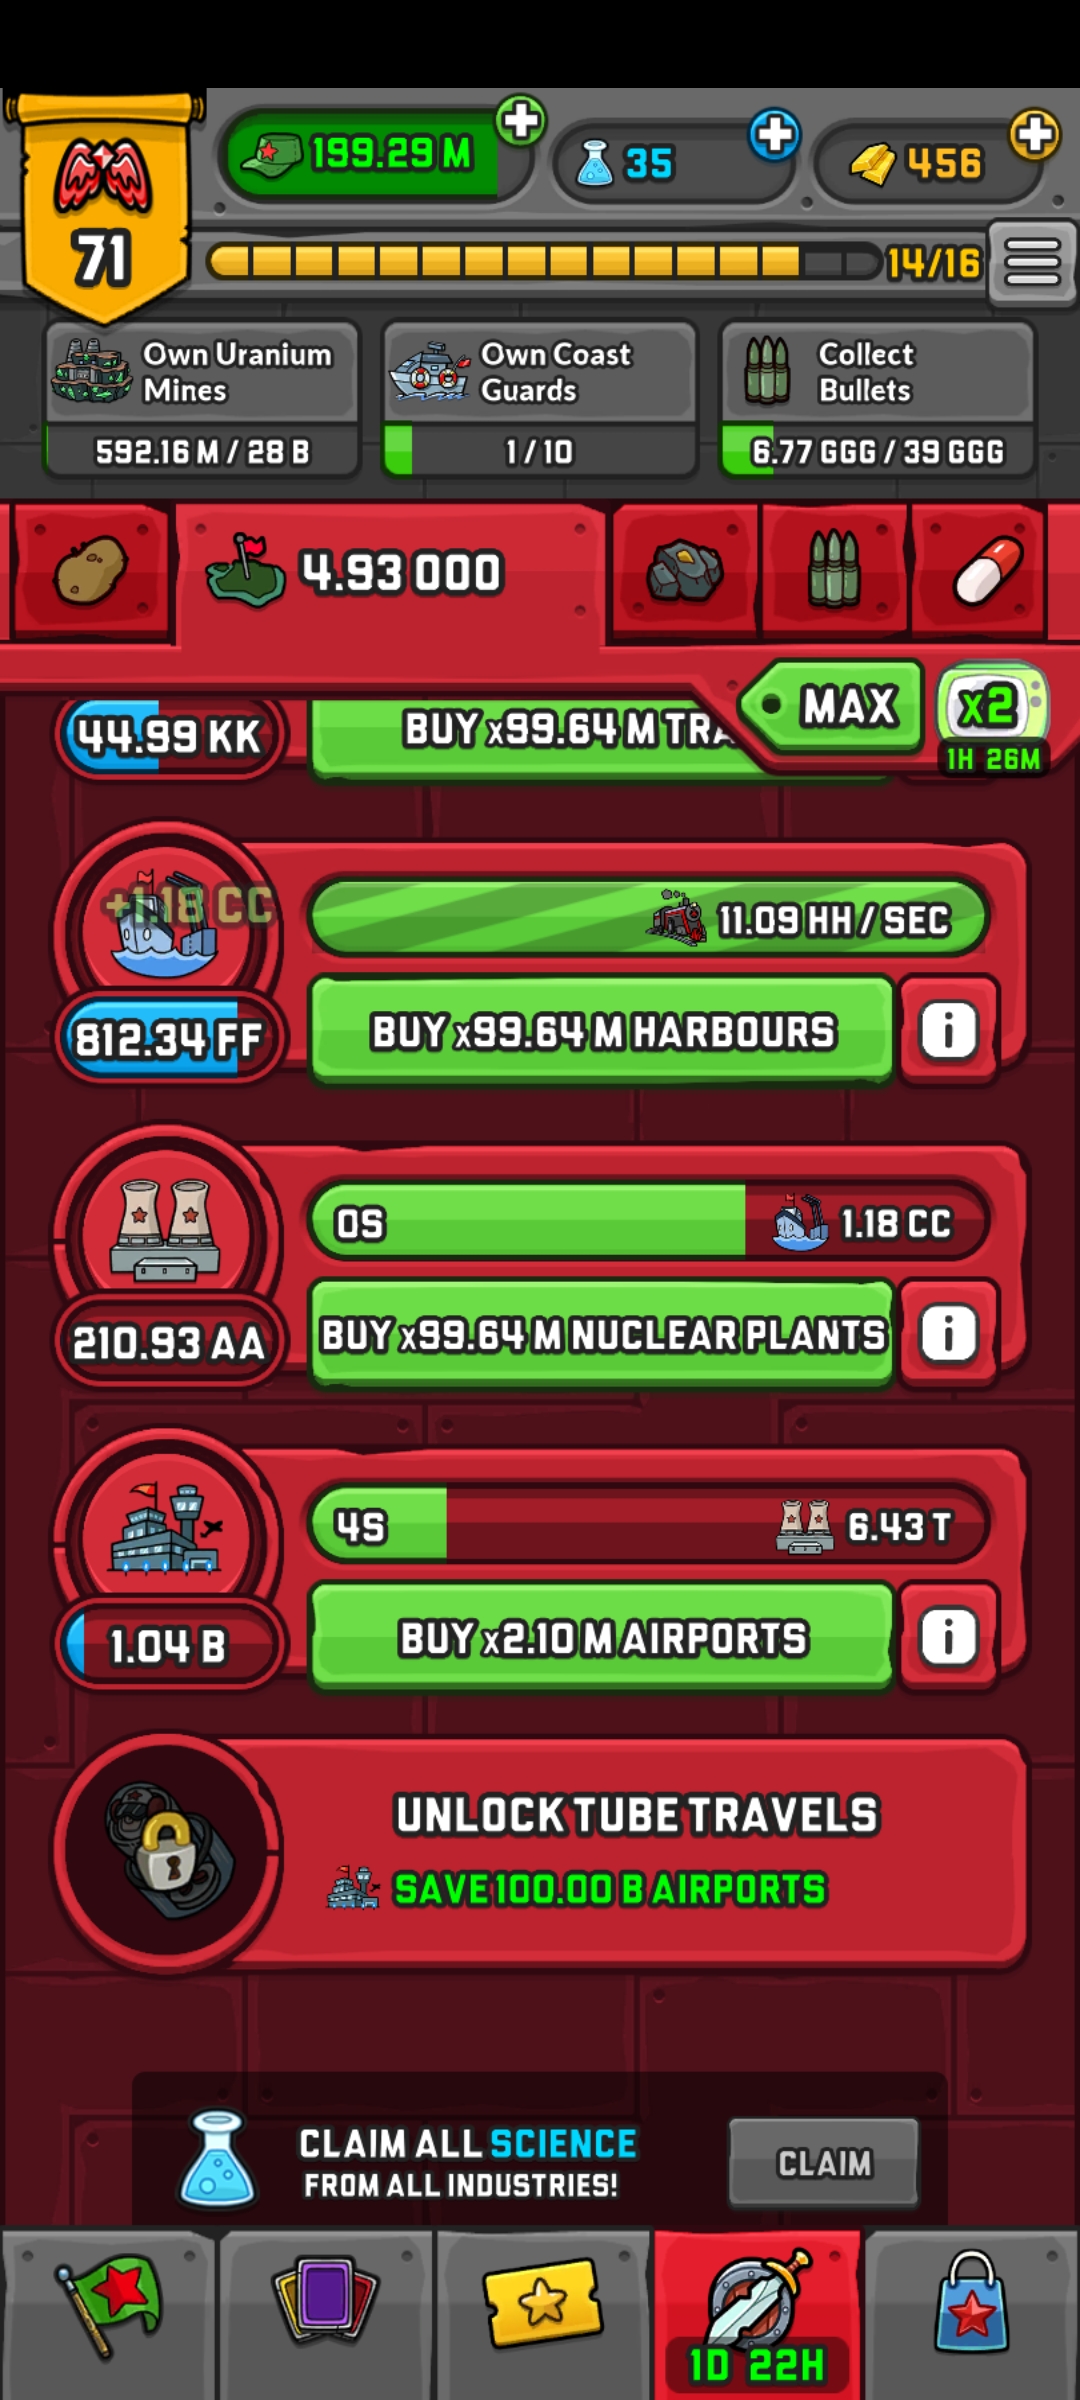 199.29 M
35
456
71
14/16
Own Uranium
Mines
592.16 M / 28 B
Own Coast
Guards
1 / 10
Collect
Bullets
6.77 GGG / 39 GGG
4.93 OOO
MAX
x2
1H 26M
44.99 KK
BUY x99.64 M TRA
+1.18 CC
11.09 HH / SEC
812.34 FF
BUY x99.64 M HARBOURS
i
0S
1.18 CC
210.93 AA
BUY x99.64 M NUCLEAR PLANTS
i
4S
6.43 T
1.04 B
BUY x2.10 M AIRPORTS
i
UNLOCK TUBE TRAVELS
SAVE 100.00 B AIRPORTS
CLAIM ALL SCIENCE
FROM ALL INDUSTRIES!
CLAIM
1D 22H